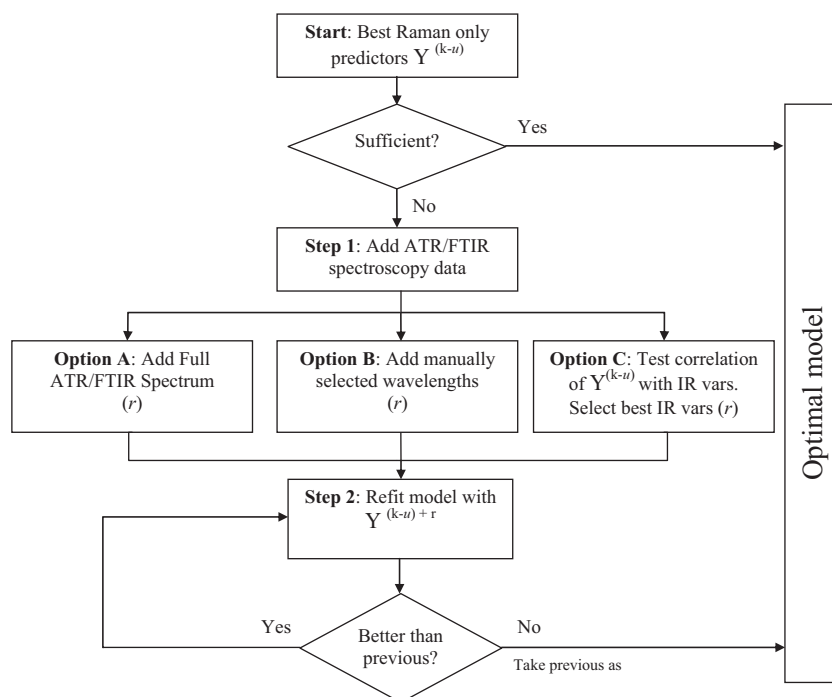 Start: Best Raman only
predictors Y (k-u)
Sufficient?
Yes
No
Step 1: Add ATR/FTIR
spectroscopy data
Option A: Add Full
ATR/FTIR Spectrum
(r)
Option B: Add manually
selected wavelengths
(r)
Option C: Test correlation
of Y(k-u) with IR vars.
Select best IR vars (r)
Step 2: Refit model with
Y (k-u) + r
Better than
previous?
Yes
No
Take previous as
Optimal model